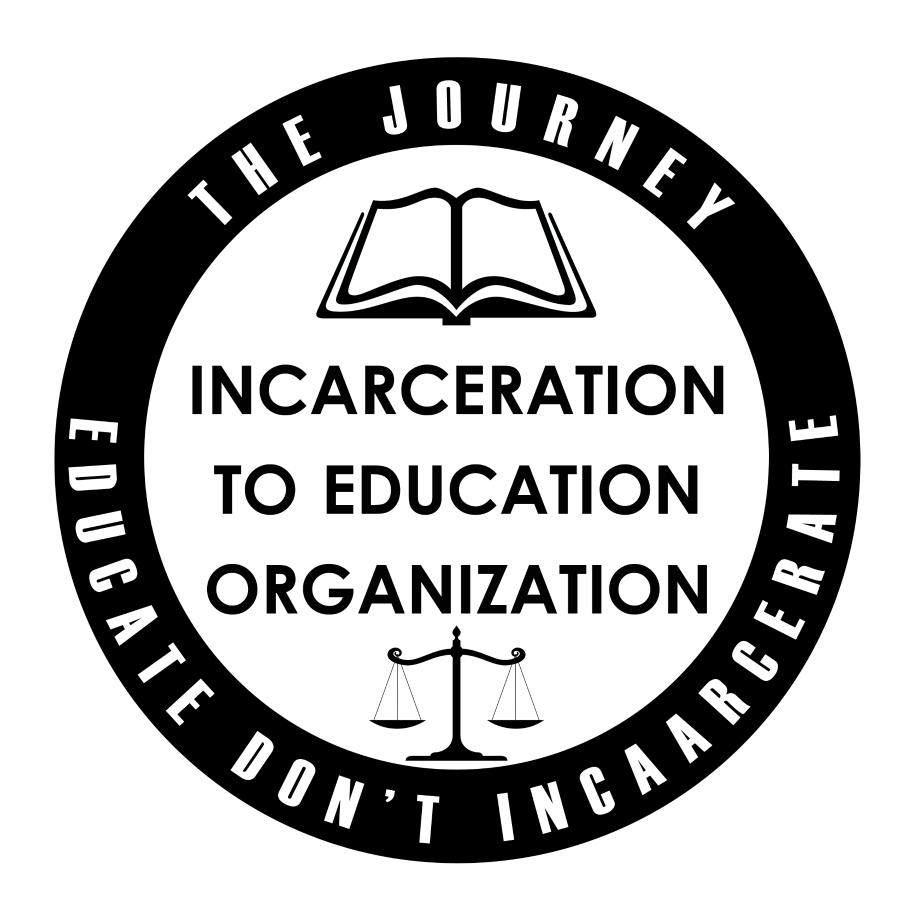 THE JOURNEY
INCARCERATION
TO EDUCATION
ORGANIZATION
EDUCATE DON'T INCAARCERATE